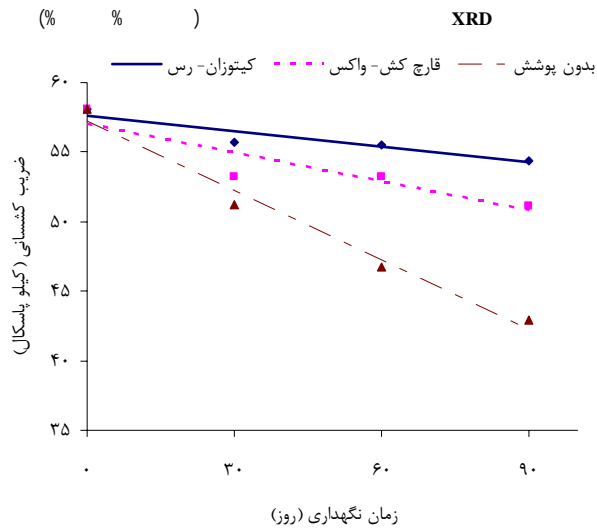 XRD (% % )
کیتوزان- رس قارچ کش- واکس بدون پوشش
۶۰
۵۵
۵۰
۴۵
۴۰
۳۵
ضریب کشسانی (کیلو پاسکال)
۰ ۳۰ ۶۰ ۹۰
زمان نگهداری (روز)